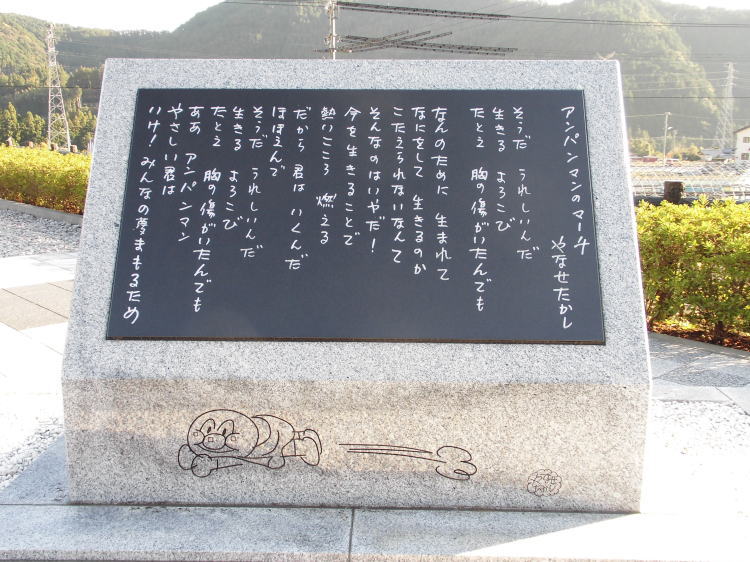 アンパンマンのマーチ
やなせたかし
そうだ うれしいんだ
生きる よろこび
たとえ 胸の傷がいたんでも
なんのために 生まれて
なにをして 生きるのか
こたえられないなんて
そんなのはいやだ!
今を生きることで
熱いこころ 燃える
だから 君は いくんだ
ほほえんで
そうだ うれしいんだ
生きる よろこび
たとえ 胸の傷がいたんでも
ああ アンパンマン
やさしい君は
いけ! みんなの夢まもるため